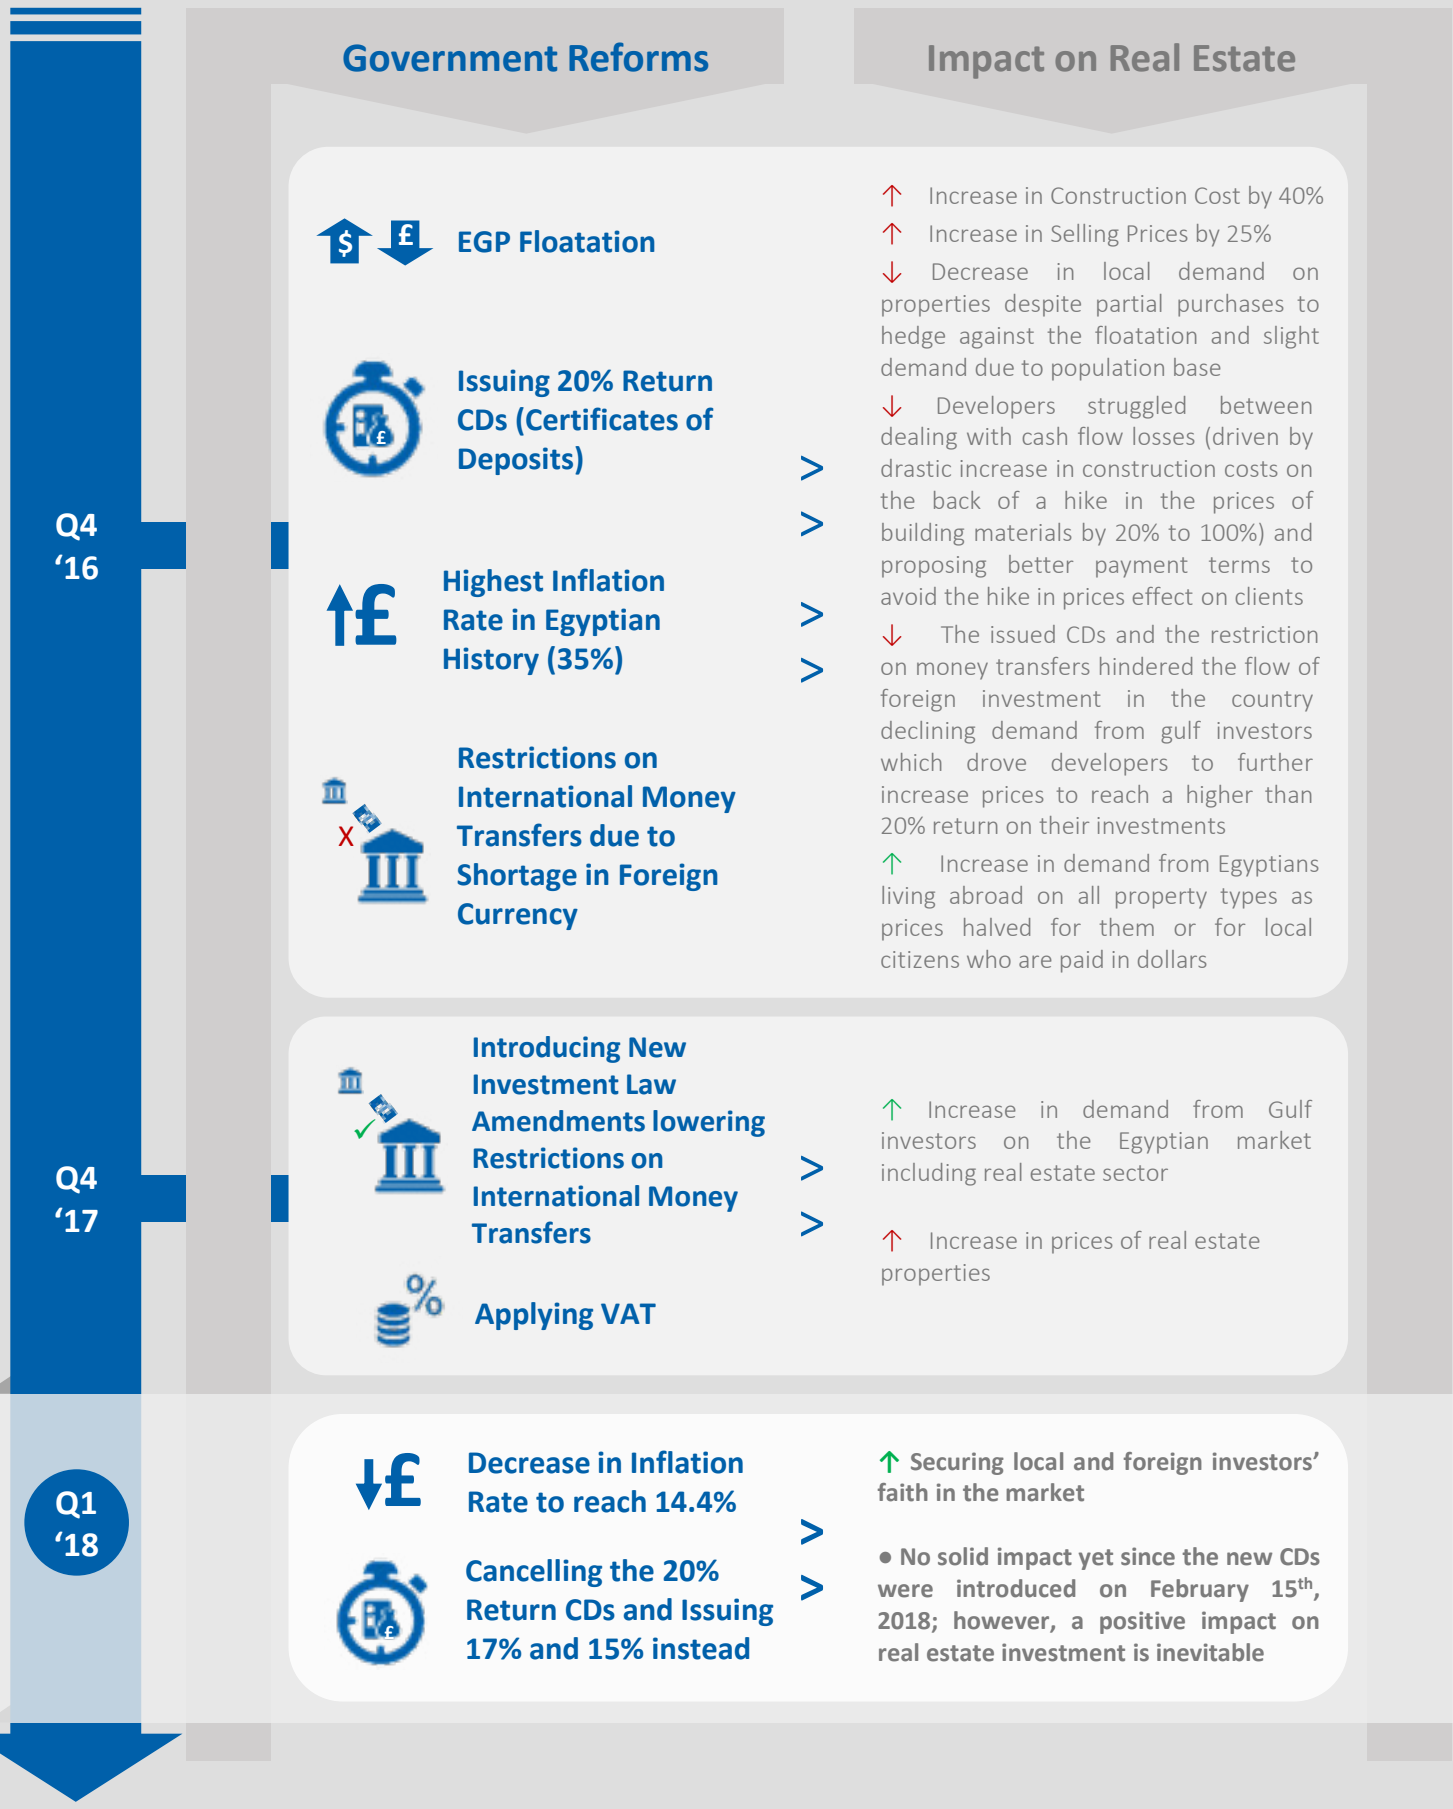 Government Reforms
Impact on Real Estate
Q4
‘16
$ £
EGP Floatation
£
Issuing 20% Return
CDs (Certificates of
Deposits)
£
Highest Inflation
Rate in Egyptian
History (35%)
X
Restrictions on
International Money
Transfers due to
Shortage in Foreign
Currency
>
>
>
>
↑ Increase in Construction Cost by 40%
↑ Increase in Selling Prices by 25%
↓ Decrease in local demand on
properties despite partial purchases to
hedge against the floatation and slight
demand due to population base
↓ Developers struggled between
dealing with cash flow losses (driven by
drastic increase in construction costs on
the back of a hike in the prices of
building materials by 20% to 100%) and
proposing better payment terms to
avoid the hike in prices effect on clients
↓ The issued CDs and the restriction
on money transfers hindered the flow of
foreign investment in the country
declining demand from gulf investors
which drove developers to further
increase prices to reach a higher than
20% return on their investments
↑ Increase in demand from Egyptians
living abroad on all property types as
prices halved for them or for local
citizens who are paid in dollars
Q4
‘17
✓
Introducing New
Investment Law
Amendments lowering
Restrictions on
International Money
Transfers
%
Applying VAT
>
>
↑ Increase in demand from Gulf
investors on the Egyptian market
including real estate sector
↑ Increase in prices of real estate
properties
Q1
‘18
£
Decrease in Inflation
Rate to reach 14.4%
£
Cancelling the 20%
Return CDs and Issuing
17% and 15% instead
>
>
↑ Securing local and foreign investors’
faith in the market
● No solid impact yet since the new CDs
were introduced on February 15th,
2018; however, a positive impact on
real estate investment is inevitable